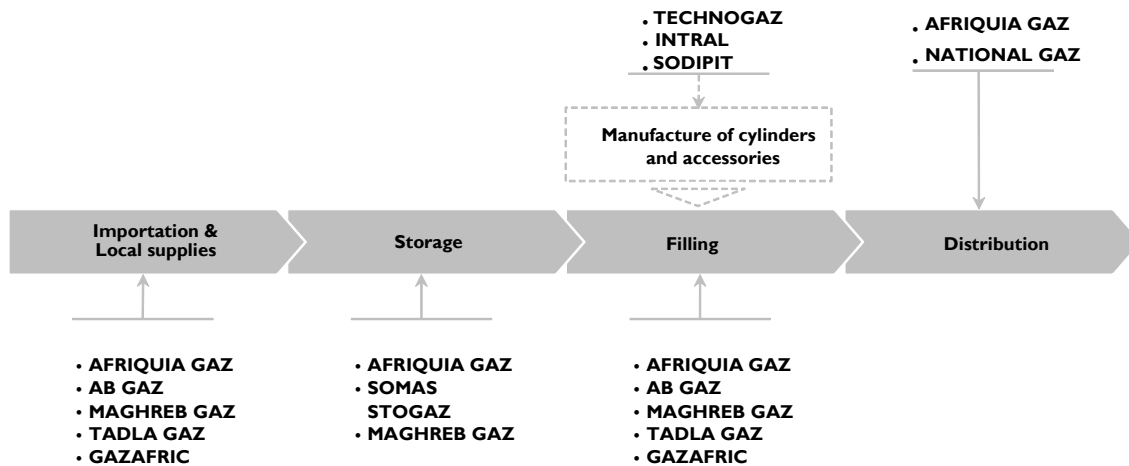 . TECHNOGAZ
. INTRAL
. SODIPIT
. AFRIQUIA GAZ
. NATIONAL GAZ
Manufacture of cylinders
and accessories
Importation &
Local supplies
Storage
Filling
Distribution
• AFRIQUIA GAZ
• AB GAZ
• MAGHREB GAZ
• TADLA GAZ
• GAZAFRIC
• AFRIQUIA GAZ
• SOMAS
STOGAZ
• MAGHREB GAZ
• AFRIQUIA GAZ
• AB GAZ
• MAGHREB GAZ
• TADLA GAZ
• GAZAFRIC